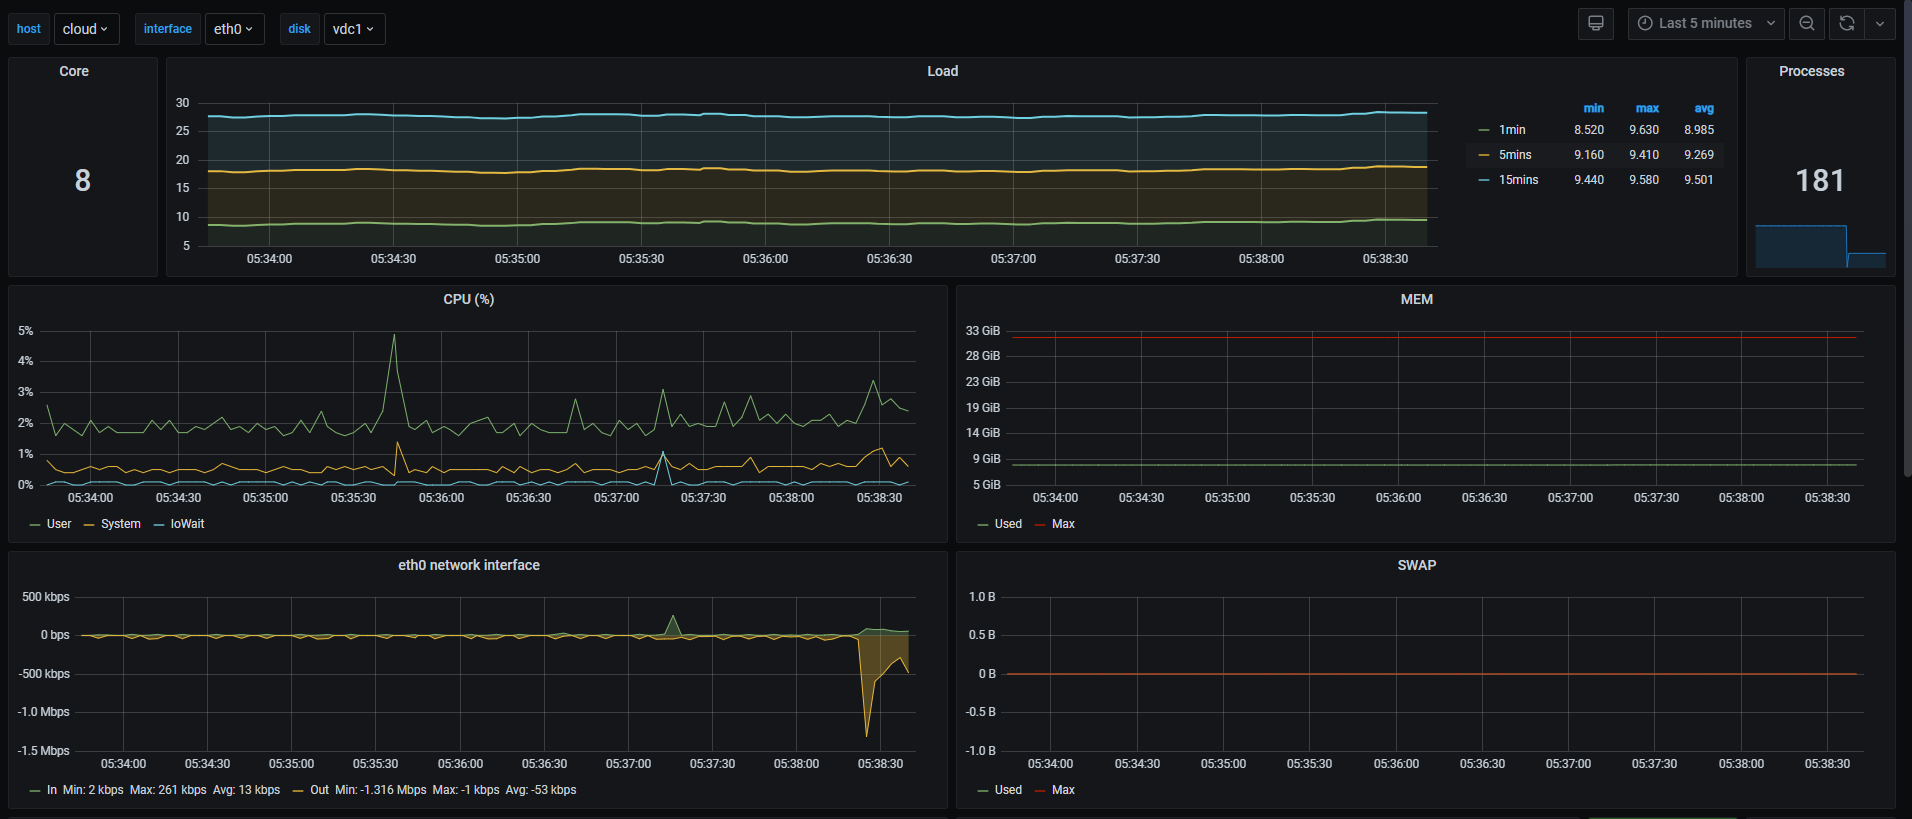 host cloud interface eth0 disk vdc1 Last 5 minutes
Core
8
Load
30
25
20
15
10
5
05:34:00 05:34:30 05:35:00 05:35:30 05:36:00 05:36:30 05:37:00 05:37:30 05:38:00 05:38:30
min max avg
1min 8.520 9.630 8.985
5mins 9.160 9.410 9.269
15mins 9.440 9.580 9.501
Processes
181
CPU (%)
5%
4%
3%
2%
1%
0%
05:34:00 05:34:30 05:35:00 05:35:30 05:36:00 05:36:30 05:37:00 05:37:30 05:38:00 05:38:30
User System IoWait
MEM
33 GiB
28 GiB
23 GiB
19 GiB
14 GiB
9 GiB
5 GiB
05:34:00 05:34:30 05:35:00 05:35:30 05:36:00 05:36:30 05:37:00 05:37:30 05:38:00 05:38:30
Used Max
eth0 network interface
500 kbps
0 bps
-500 kbps
-1.0 Mbps
-1.5 Mbps
05:34:00 05:34:30 05:35:00 05:35:30 05:36:00 05:36:30 05:37:00 05:37:30 05:38:00 05:38:30
In Min: 2 kbps Max: 261 kbps Avg: 13 kbps Out Min: -1.316 Mbps Max: -1 kbps Avg: -53 kbps
SWAP
1.0 B
0.5 B
0 B
-0.5 B
-1.0 B
05:34:00 05:34:30 05:35:00 05:35:30 05:36:00 05:36:30 05:37:00 05:37:30 05:38:00 05:38:30
Used Max